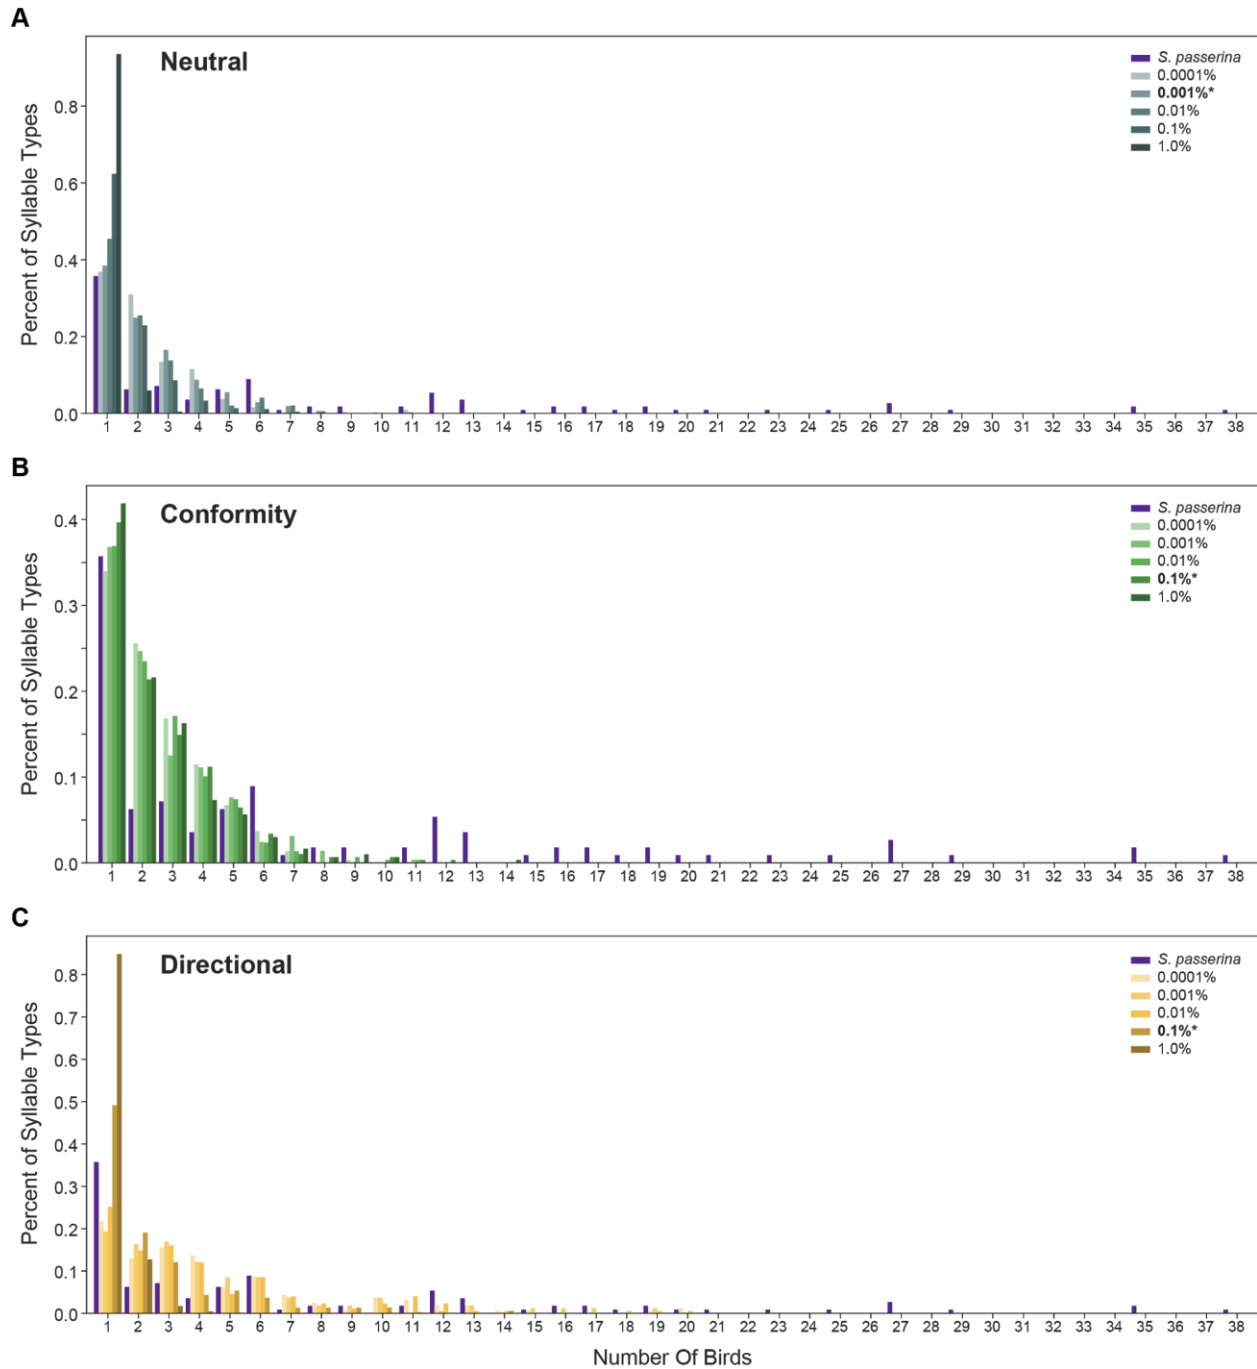 A
Neutral
S. passerina
0.0001%
0.001%*
0.01%
0.1%
1.0%
Percent of Syllable Types
0.8
0.6
0.4
0.2
0.0
1 2 3 4 5 6 7 8 9 10 11 12 13 14 15 16 17 18 19 20 21 22 23 24 25 26 27 28 29 30 31 32 33 34 35 36 37 38
B
Conformity
S. passerina
0.0001%
0.001%
0.01%
0.1%*
1.0%
Percent of Syllable Types
0.4
0.3
0.2
0.1
0.0
1 2 3 4 5 6 7 8 9 10 11 12 13 14 15 16 17 18 19 20 21 22 23 24 25 26 27 29 30 31 32 33 34 35 36 37 38
C
Directional
S. passerina
0.0001%
0.001%
0.01%
0.1%*
1.0%
Percent of Syllable Types
0.8
0.7
0.6
0.5
0.4
0.3
0.2
0.1
0.0
1 2 3 4 5 6 7 8 9 10 11 12 13 14 15 16 17 18 19 20 21 22 23 24 25 26 27 28 29 30 31 32 33 34 35 36 37 38
Number Of Birds